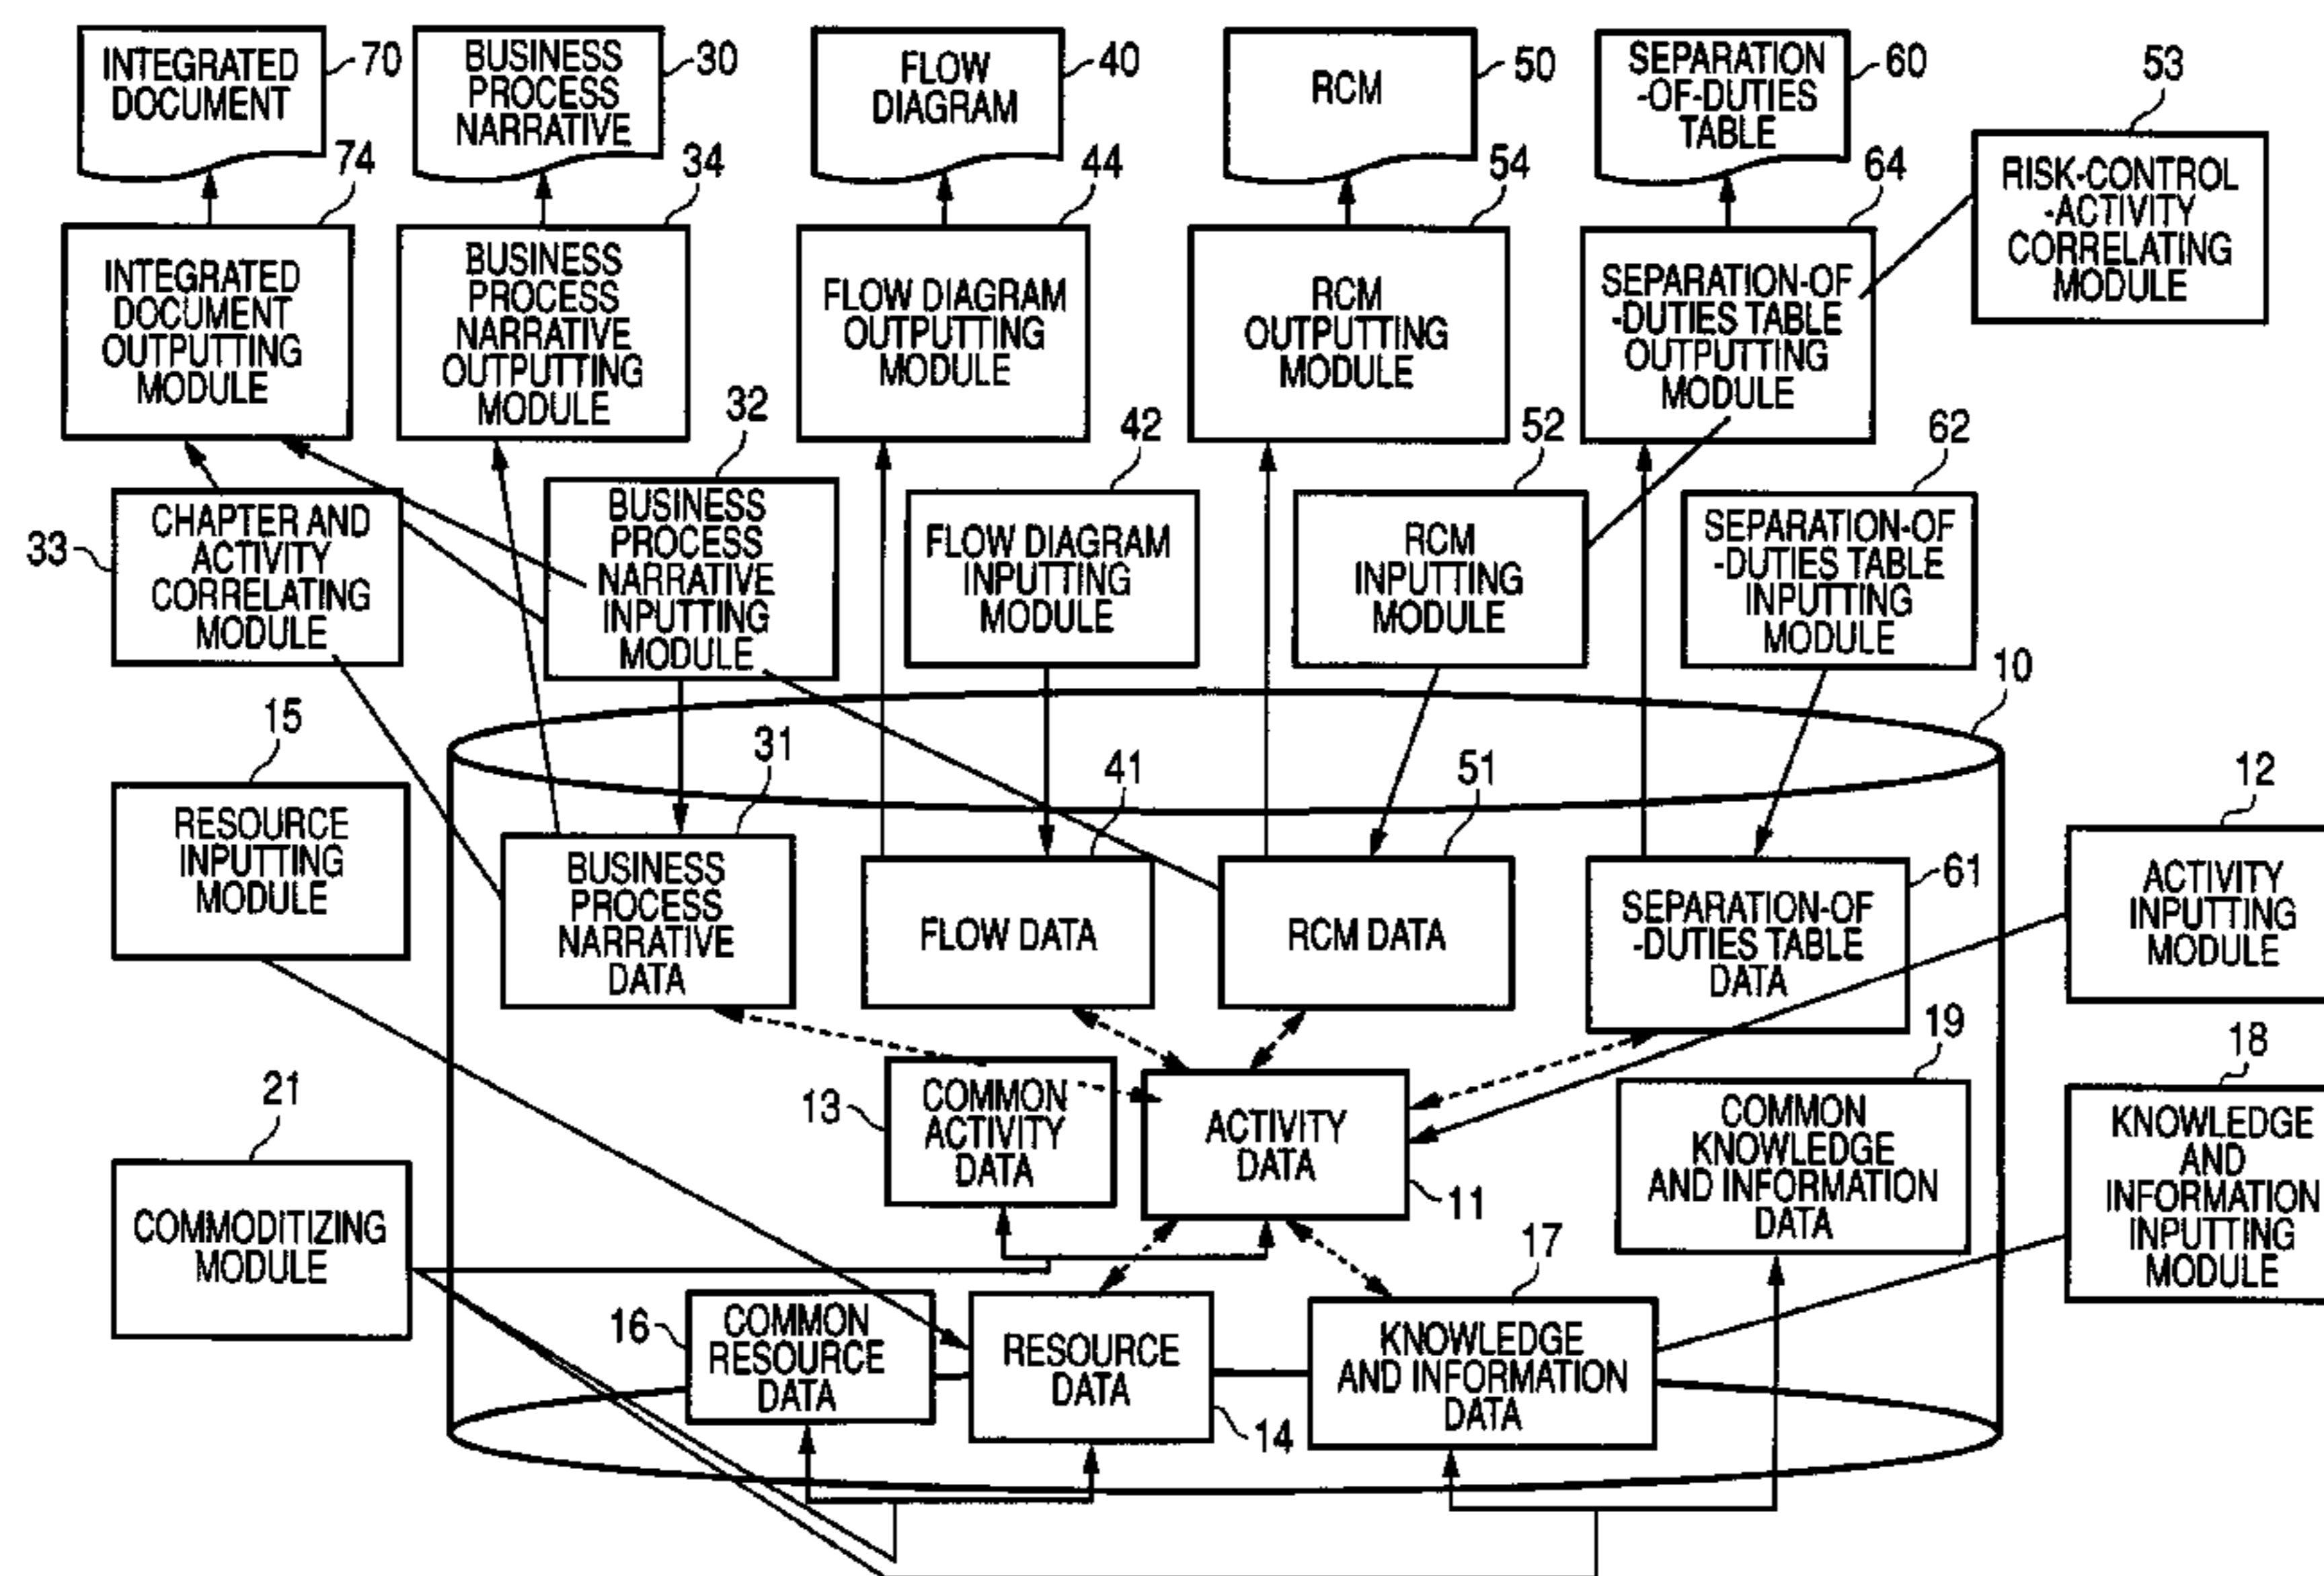 INTEGRATED
DOCUMENT
70
BUSINESS
PROCESS
NARRATIVE
30
FLOW
DIAGRAM
40
RCM
50
SEPARATION
-OF-DUTIES
TABLE
60
53
RISK-CONTROL
-ACTIVITY
CORRELATING
MODULE
74
INTEGRATED
DOCUMENT
OUTPUTTING
MODULE
34
BUSINESS
PROCESS
NARRATIVE
OUTPUTTING
MODULE
44
FLOW DIAGRAM
OUTPUTTING
MODULE
54
RCM
OUTPUTTING
MODULE
64
SEPARATION-OF
-DUTIES TABLE
OUTPUTTING
MODULE
33
CHAPTER AND
ACTIVITY
CORRELATING
MODULE
32
BUSINESS
PROCESS
NARRATIVE
INPUTTING
MODULE
42
FLOW DIAGRAM
INPUTTING
MODULE
52
RCM
INPUTTING
MODULE
62
SEPARATION-OF
-DUTIES TABLE
INPUTTING
MODULE
10
15
RESOURCE
INPUTTING
MODULE
31
BUSINESS
PROCESS
NARRATIVE
DATA
41
FLOW DATA
51
RCM DATA
61
SEPARATION-OF
-DUTIES TABLE
DATA
12
ACTIVITY
INPUTTING
MODULE
21
COMMODITIZING
MODULE
13
COMMON
ACTIVITY
DATA
ACTIVITY
DATA
11
19
COMMON
KNOWLEDGE
AND INFORMATION
DATA
18
KNOWLEDGE
AND
INFORMATION
INPUTTING
MODULE
16
COMMON
RESOURCE
DATA
RESOURCE
DATA
14
17
KNOWLEDGE
AND INFORMATION
DATA